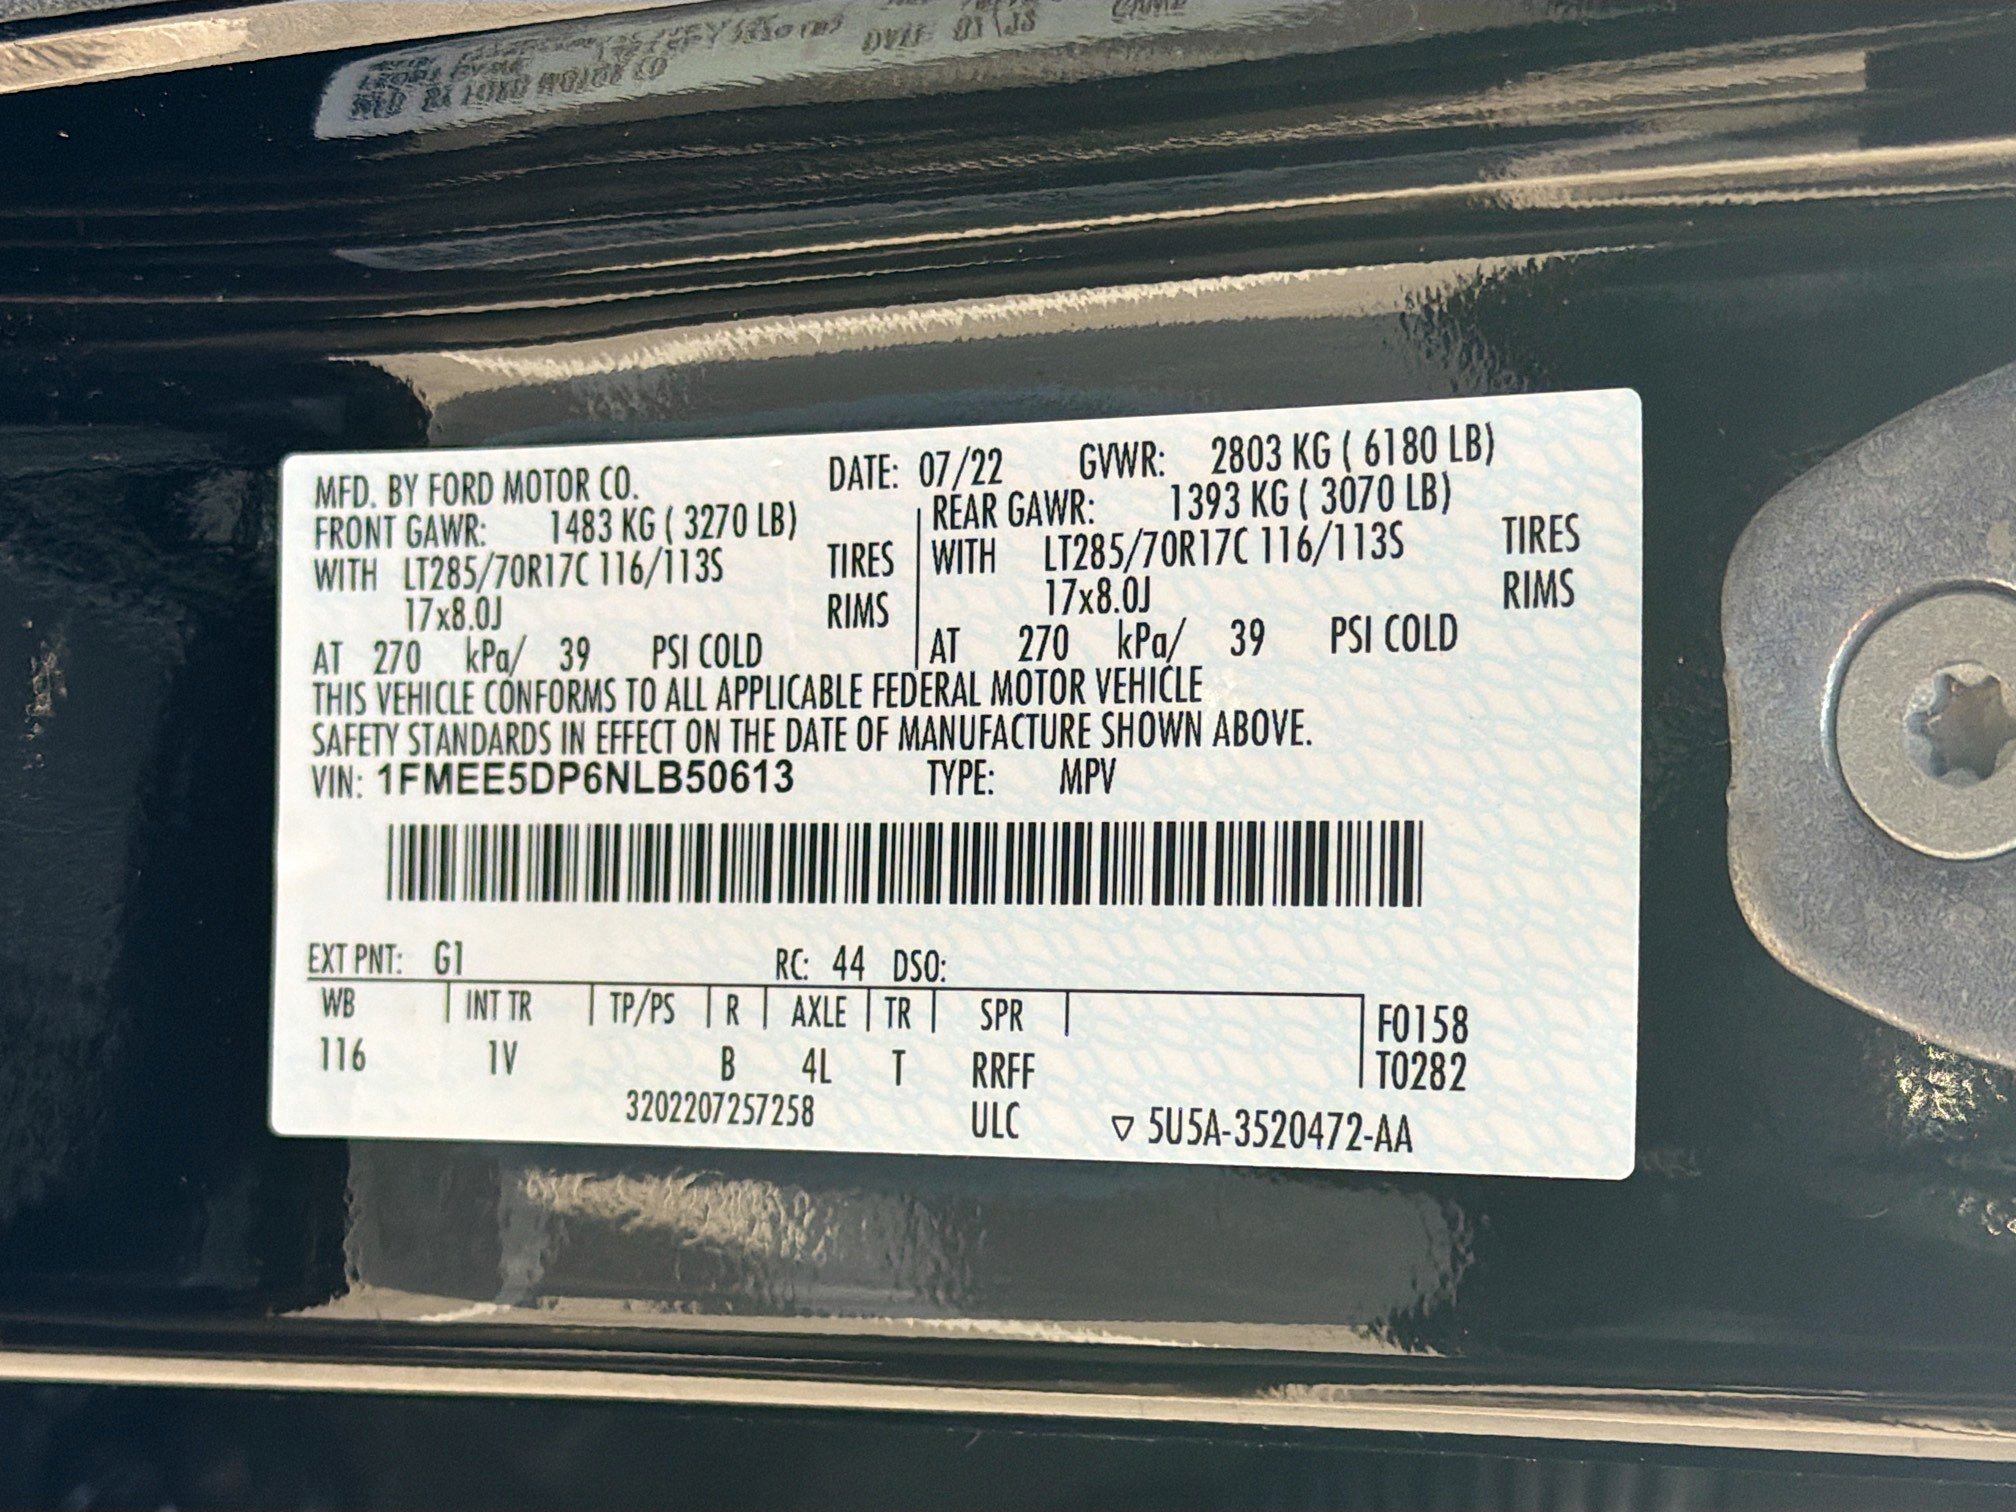 MFD. BY FORD MOTOR CO. DATE: 07/22 GVWR: 2803 KG ( 6180 LB)
FRONT GAWR: 1483 KG ( 3270 LB) REAR GAWR: 1393 KG ( 3070 LB)
WITH LT285/70R17C 116/113S TIRES WITH LT285/70R17C 116/113S TIRES
17x8.0J RIMS 17x8.0J RIMS
AT 270 kPa/ 39 PSI COLD AT 270 kPa/ 39 PSI COLD
THIS VEHICLE CONFORMS TO ALL APPLICABLE FEDERAL MOTOR VEHICLE
SAFETY STANDARDS IN EFFECT ON THE DATE OF MANUFACTURE SHOWN ABOVE.
VIN: 1FMEE5DP6NLB50613 TYPE: MPV
EXT PNT: G1 RC: 44 DSO:
WB INT TR TP/PS R AXLE TR SPR F0158
116 1V B 4L T RRFF T0282
3202207257258 ULC ▽ 5U5A-3520472-AA